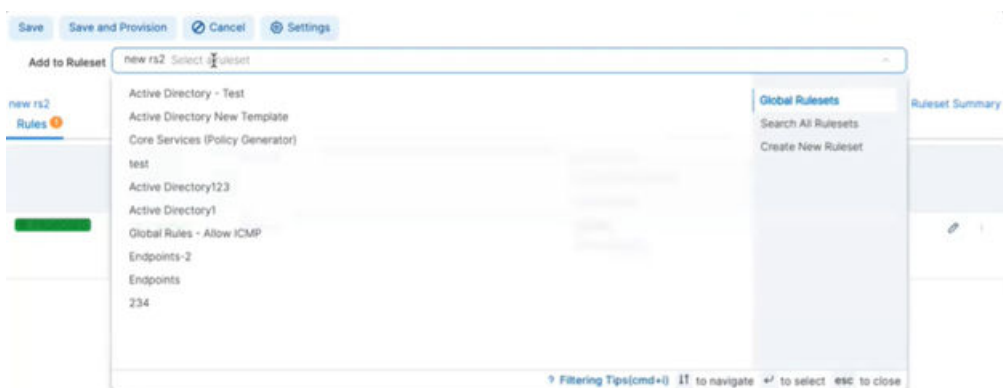 Save Save and Provision Cancel Settings
Add to Ruleset new rs2 Select a ruleset
new rs2
Rules
Active Directory - Test
Active Directory New Template
Core Services (Policy Generator)
test
Active Directory123
Active Directory1
Global Rules - Allow ICMP
Endpoints-2
Endpoints
234
Global Rulesets
Search All Rulesets
Create New Ruleset
Ruleset Summary
? Filtering Tips(cmd+i) ↓↑ to navigate ↵ to select esc to close